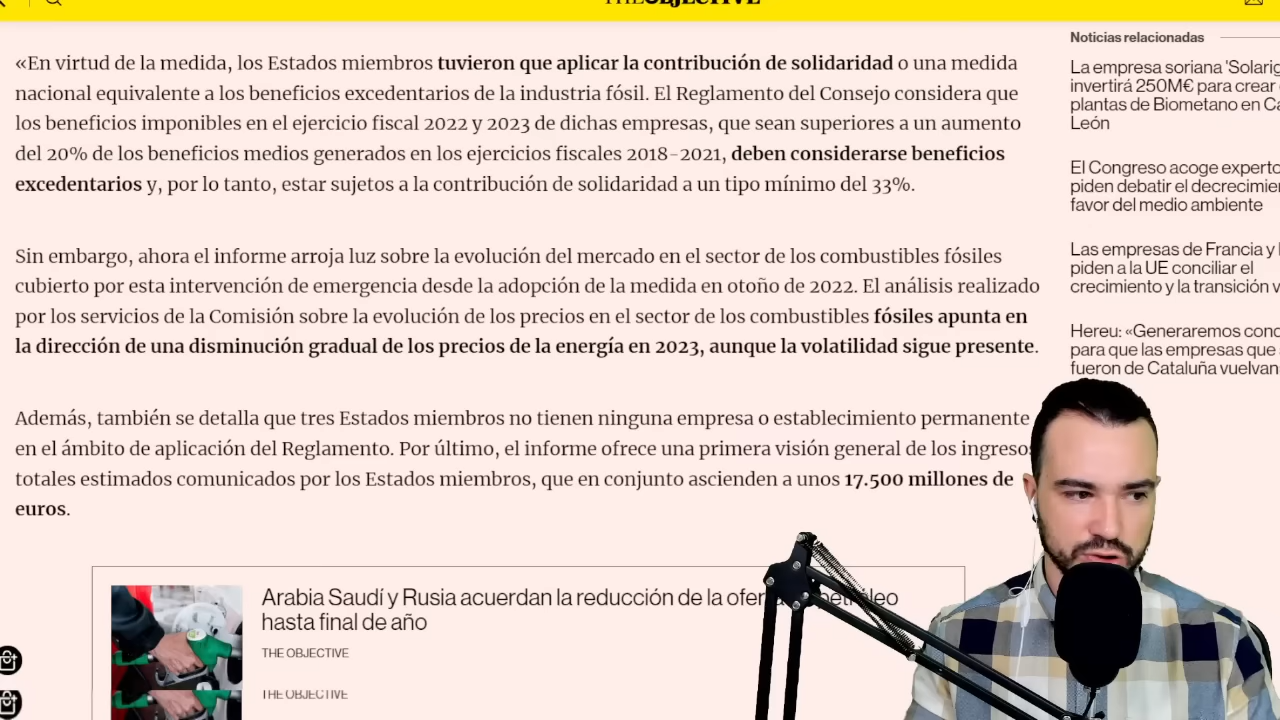 THE OBJECTIVE
«En virtud de la medida, los Estados miembros tuvieron que aplicar la contribución de solidaridad o una medida
nacional equivalente a los beneficios excedentarios de la industria fósil. El Reglamento del Consejo considera que
los beneficios imponibles en el ejercicio fiscal 2022 y 2023 de dichas empresas, que sean superiores a un aumento
del 20% de los beneficios medios generados en los ejercicios fiscales 2018-2021, deben considerarse beneficios
excedentarios y, por lo tanto, estar sujetos a la contribución de solidaridad a un tipo mínimo del 33%.
Sin embargo, ahora el informe arroja luz sobre la evolución del mercado en el sector de los combustibles fósiles
cubierto por esta intervención de emergencia desde la adopción de la medida en otoño de 2022. El análisis realizado
por los servicios de la Comisión sobre la evolución de los precios en el sector de los combustibles fósiles apunta en
la dirección de una disminución gradual de los precios de la energía en 2023, aunque la volatilidad sigue presente.
Además, también se detalla que tres Estados miembros no tienen ninguna empresa o establecimiento permanente
en el ámbito de aplicación del Reglamento. Por último, el informe ofrece una primera visión general de los ingresos
totales estimados comunicados por los Estados miembros, que en conjunto ascienden a unos 17.500 millones de
euros.
Arabia Saudí y Rusia acuerdan la reducción de la oferta de petróleo
hasta final de año
THE OBJECTIVE
THE OBJECTIVE
Noticias relacionadas
La empresa soriana 'Solarig
invertirá 250M€ para crear
plantas de Biometano en Ca
León
El Congreso acoge experto
piden debatir el decrecimie
favor del medio ambiente
Las empresas de Francia y
piden a la UE conciliar el
crecimiento y la transición v
Hereu: «Generaremos cond
para que las empresas que
fueron de Cataluña vuelvan